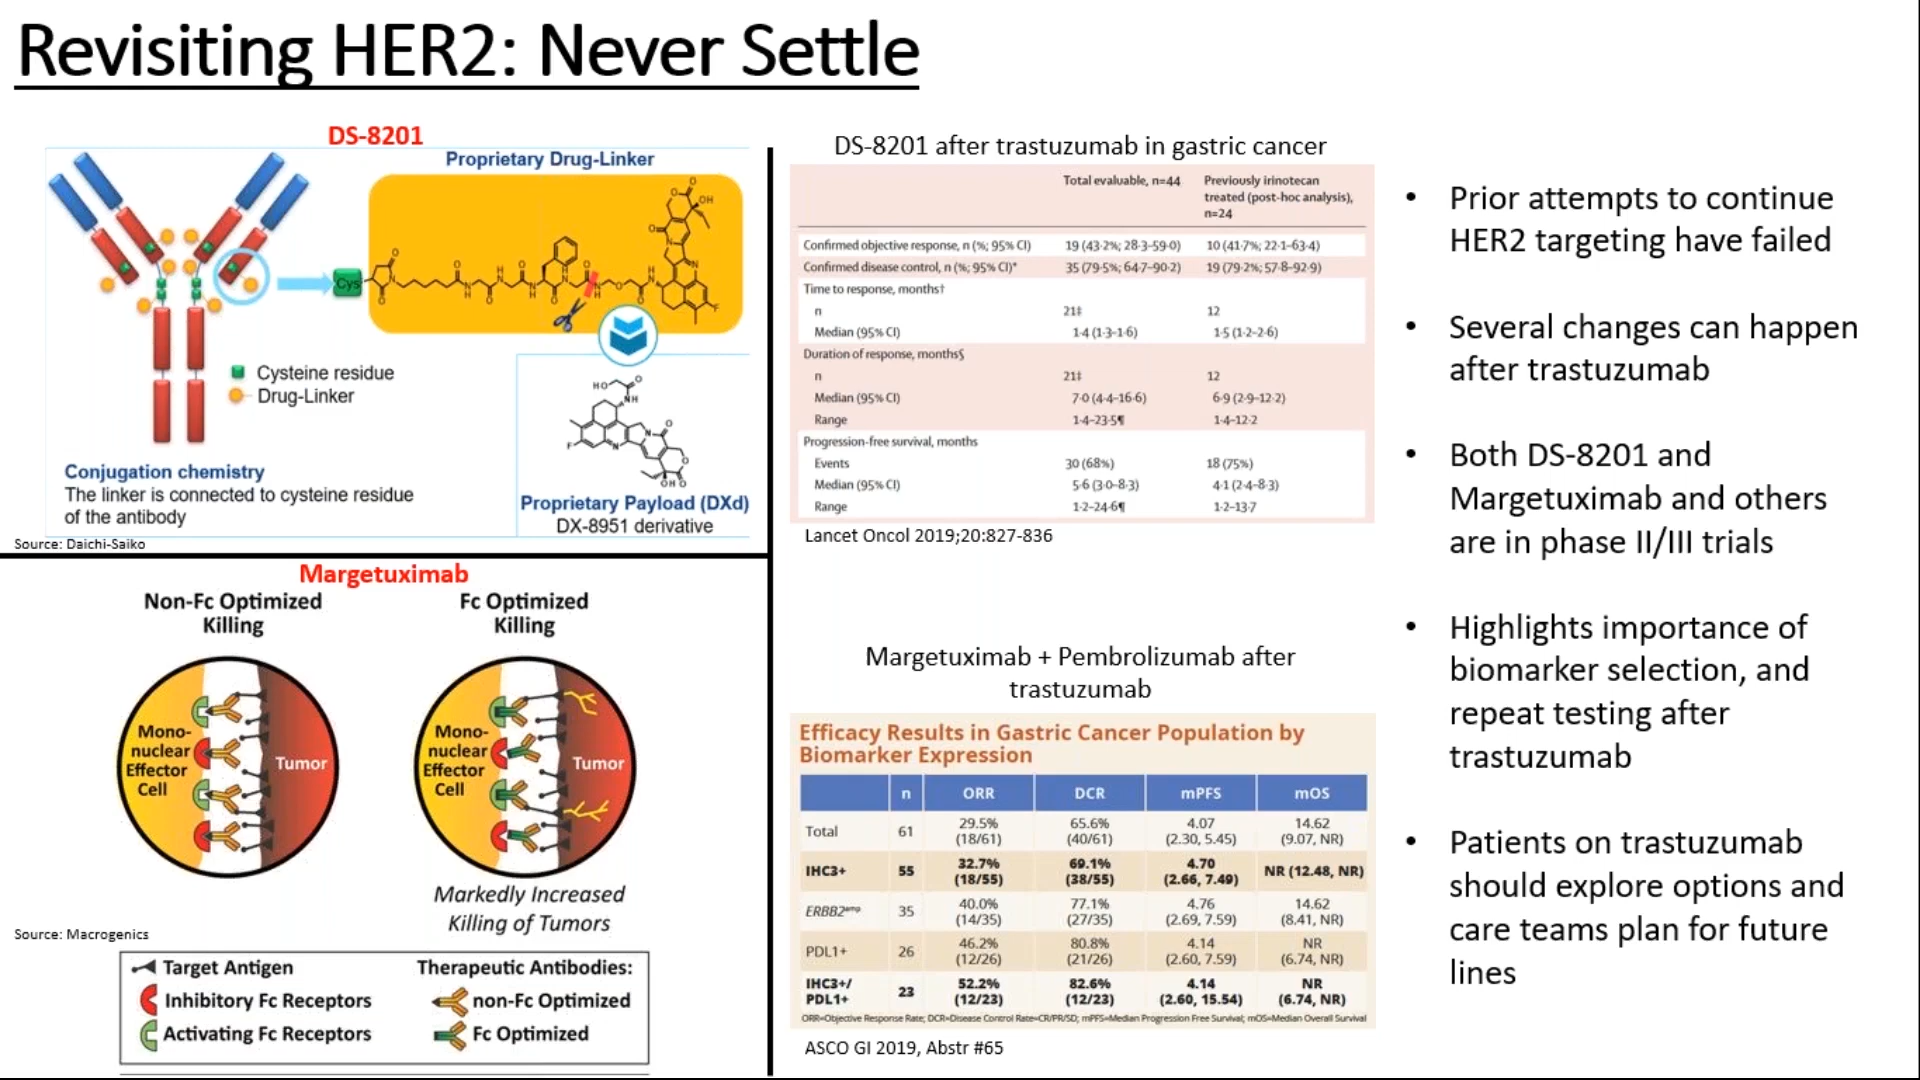 Revisiting HER2: Never Settle
DS-8201
Proprietary Drug-Linker
Cys
Cysteine residue
Drug-Linker
Conjugation chemistry
The linker is connected to cysteine residue
of the antibody
Proprietary Payload (DXd)
DX-8951 derivative
Source: Daichi-Saiko
Margetuximab
Non-Fc Optimized
Killing
Mono-
nuclear
Effector
Cell
Tumor
Fc Optimized
Killing
Mono-
nuclear
Effector
Cell
Tumor
Markedly Increased
Killing of Tumors
Source: Macrogenics
Target Antigen
Inhibitory Fc Receptors
Activating Fc Receptors
Therapeutic Antibodies:
non-Fc Optimized
Fc Optimized
DS-8201 after trastuzumab in gastric cancer
Total evaluable, n=44 Previously irinotecan
treated (post-hoc analysis),
n=24
Confirmed objective response, n (%; 95% CI) 19 (43·2%; 28·3–59·0) 10 (41·7%; 22·1–63·4)
Confirmed disease control, n (%; 95% CI)* 35 (79·5%; 64·7–90·2) 19 (79·2%; 57·8–92·9)
Time to response, months†
n 21‡ 12
Median (95% CI) 1·4 (1·3–1·6) 1·5 (1·2–2·6)
Duration of response, months§
n 21‡ 12
Median (95% CI) 7·0 (4·4–16·6) 6·9 (2·9–12·2)
Range 1·4–23·5¶ 1·4–12·2
Progression-free survival, months
Events 30 (68%) 18 (75%)
Median (95% CI) 5·6 (3·0–8·3) 4·1 (2·4–8·3)
Range 1·2–24·6¶ 1·2–13·7
Lancet Oncol 2019;20:827-836
Margetuximab + Pembrolizumab after
trastuzumab
Efficacy Results in Gastric Cancer Population by
Biomarker Expression
n ORR DCR mPFS mOS
Total 61 29.5% (18/61) 65.6% (40/61) 4.07 (2.30, 5.45) 14.62 (9.07, NR)
IHC3+ 55 32.7% (18/55) 69.1% (38/55) 4.70 (2.66, 7.49) NR (12.48, NR)
ERBB2amp 35 40.0% (14/35) 77.1% (27/35) 4.76 (2.69, 7.59) 14.62 (8.41, NR)
PDL1+ 26 46.2% (12/26) 80.8% (21/26) 4.14 (2.60, 7.59) NR (6.74, NR)
IHC3+/ PDL1+ 23 52.2% (12/23) 82.6% (12/23) 4.14 (2.60, 15.54) NR (6.74, NR)
ORR=Objective Response Rate; DCR=Disease Control Rate=CR/PR/SD; mPFS=Median Progression Free Survival; mOS=Median Overall Survival
ASCO GI 2019, Abstr #65
• Prior attempts to continue
HER2 targeting have failed
• Several changes can happen
after trastuzumab
• Both DS-8201 and
Margetuximab and others
are in phase II/III trials
• Highlights importance of
biomarker selection, and
repeat testing after
trastuzumab
• Patients on trastuzumab
should explore options and
care teams plan for future
lines